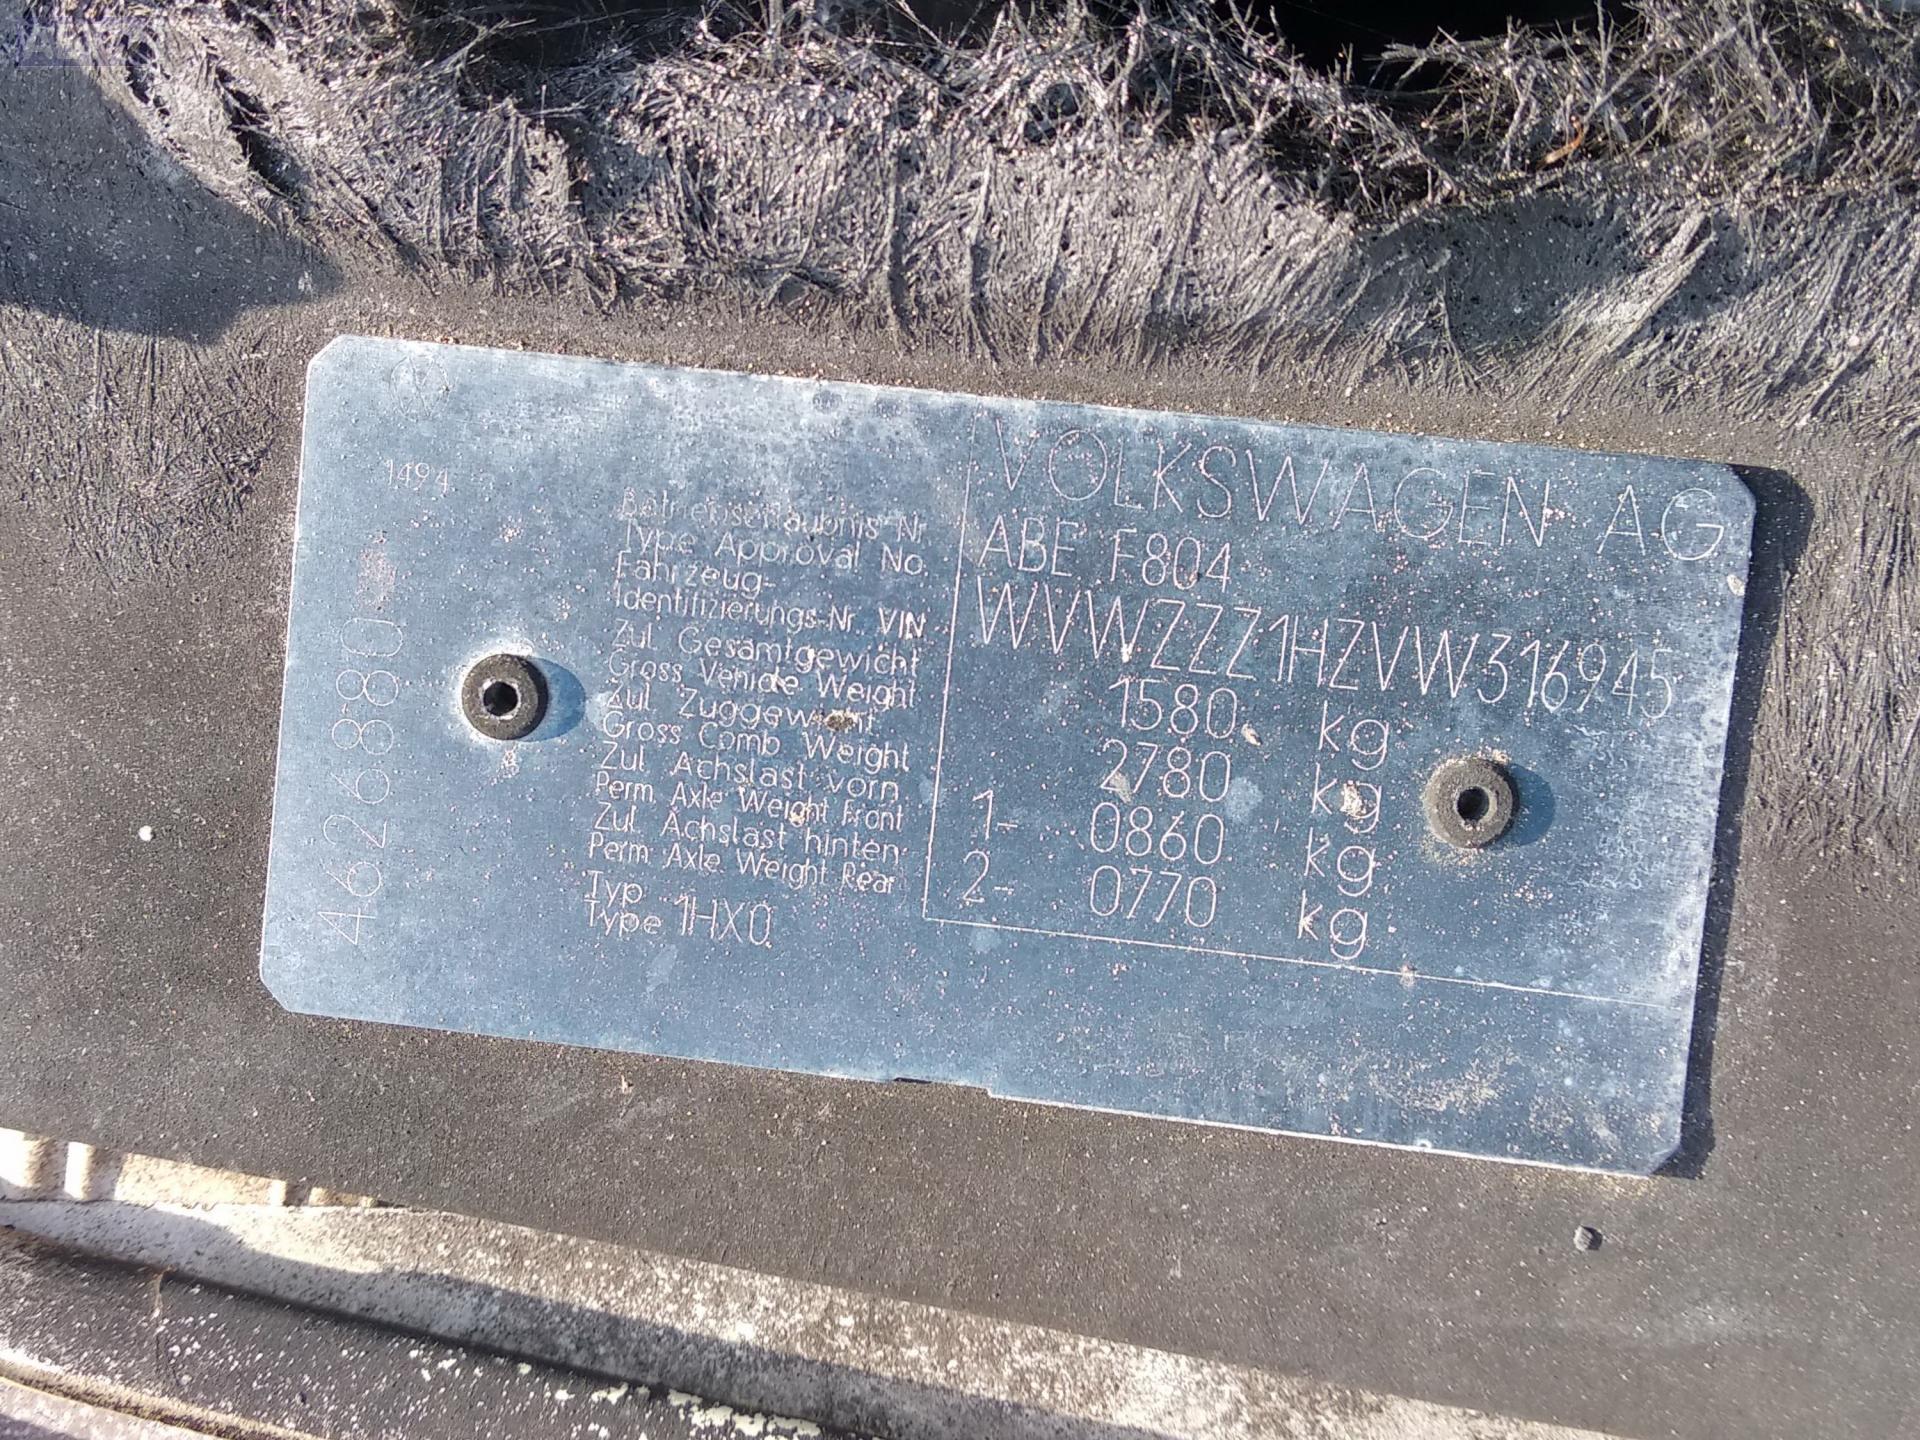 1494
4626880
Betriebserlaubnis Nr
Type Approval No.
Fahrzeug-
Identifizierungs-Nr. VIN
Zul. Gesamtgewicht
Gross Vehicle Weight
Zul. Zuggewicht
Gross Comb Weight
Zul Achslast vorn
Perm. Axle Weight Front
Zul. Achslast hinten
Perm. Axle Weight Rear
Typ
Type 1HX0
VOLKSWAGEN AG
ABE F804
WVWZZZ1HZVW316945
1580 kg
2780 kg
1- 0860 kg
2- 0770 kg